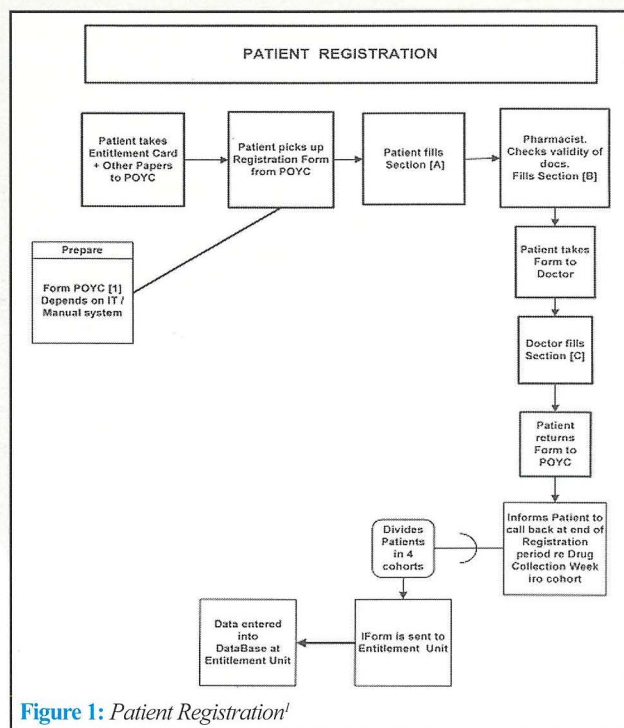 PATIENT REGISTRATION
Patient takes
Entitlement Card
+ Other Papers
to POYC
Patient picks up
Registration Form
from POYC
Patient fills
Section [A]
Pharmacist.
Checks validity of
docs.
Fills Section [B]
Prepare
Form POYC [1]
Depends on IT /
Manual system
Patient takes
Form to
Doctor
Doctor fills
Section [C]
Patient
returns
Form to
POYC
Informs Patient to
call back at end of
Registration
period re Drug
Collection Week
iro cohort
Divides
Patients
in 4
cohorts
IForm is sent to
Entitlement Unit
Data entered
into
DataBase at
Entitlement Unit
Figure 1: Patient Registration¹